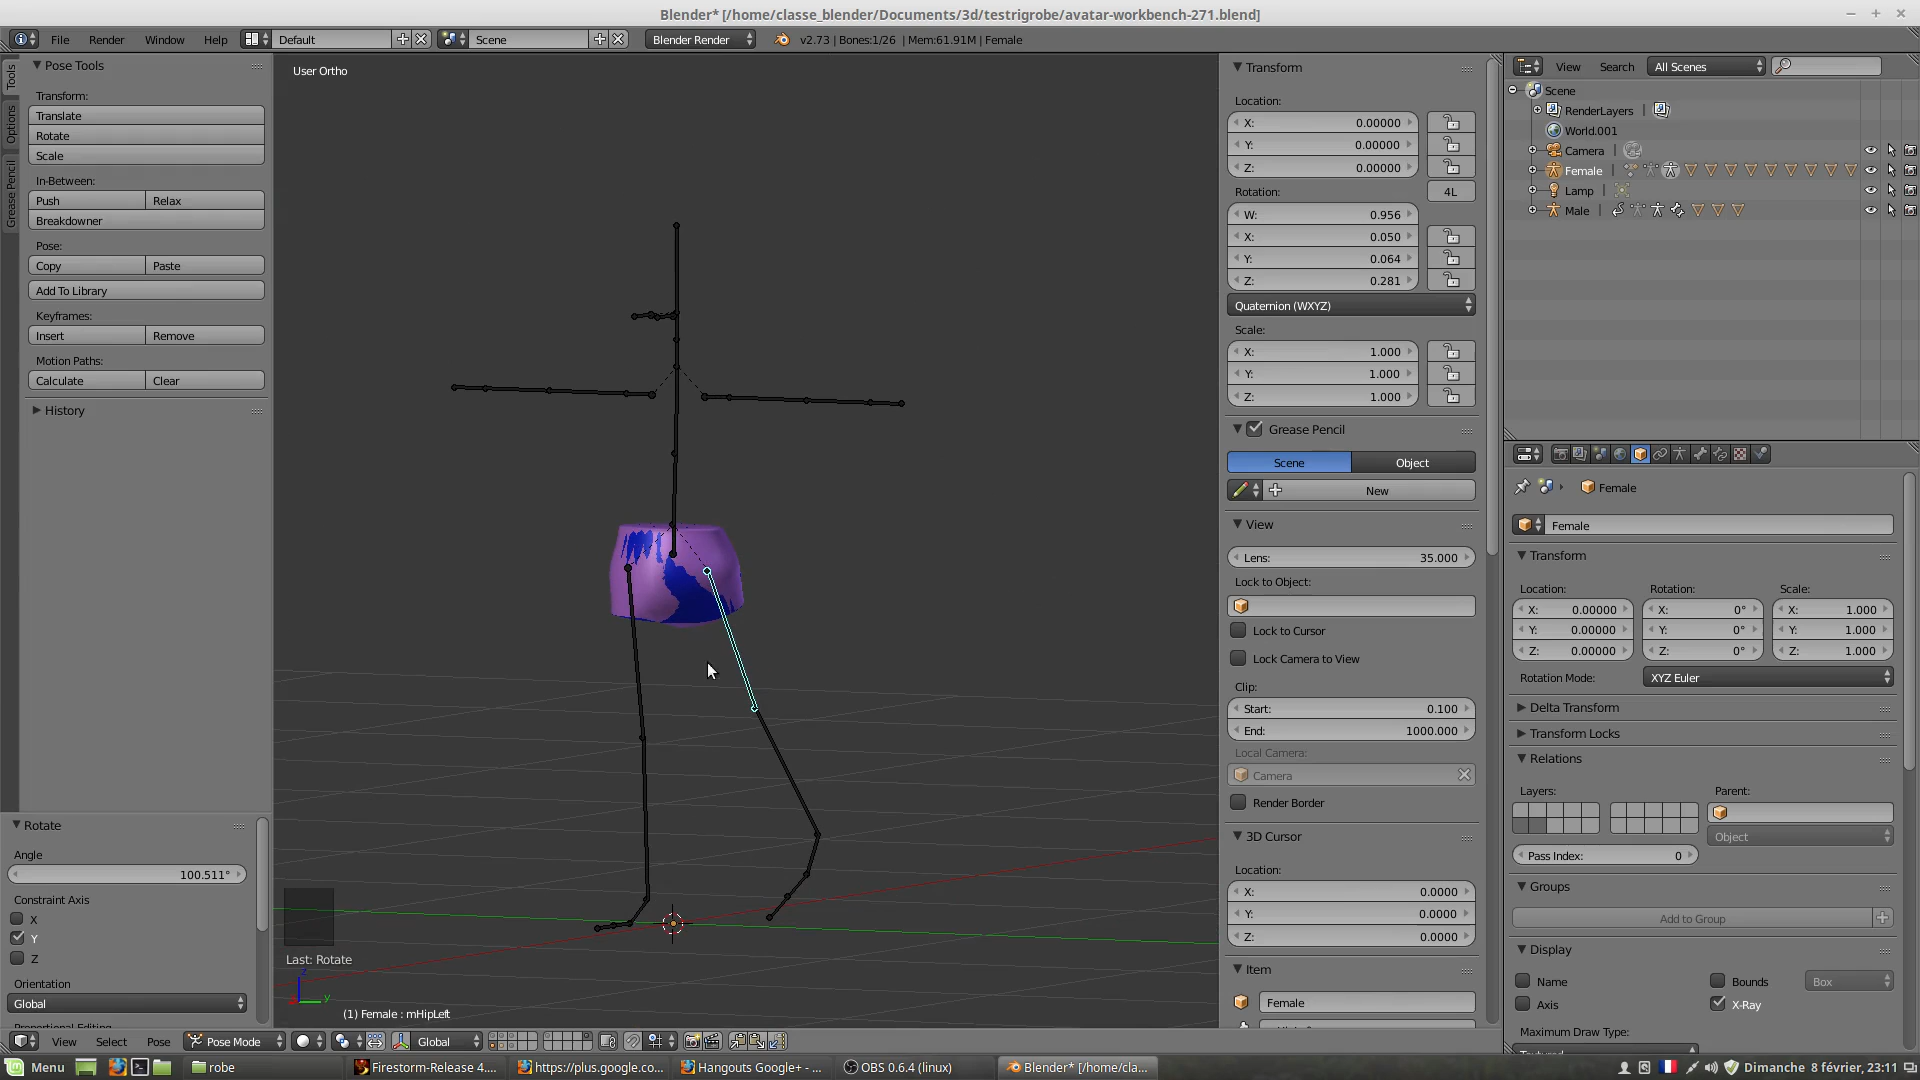 Blender* [/home/classe_blender/Documents/3d/testrigrobe/avatar-workbench-271.blend]
File Render Window Help Default Scene Blender Render v2.73 | Bones:1/26 | Mem:61.91M | Female
Tools
Options
Grease Pencil
Pose Tools
Transform:
Translate
Rotate
Scale
In-Between:
Push Relax
Breakdowner
Pose:
Copy Paste
Add To Library
Keyframes:
Insert Remove
Motion Paths:
Calculate Clear
History
Rotate
Angle
100.511°
Constraint Axis
X
Y
Z
Orientation
Global
User Ortho
Last: Rotate
z
y
(1) Female : mHipLeft
Transform
Location:
X: 0.00000
Y: 0.00000
Z: 0.00000
Rotation: 4L
W: 0.956
X: 0.050
Y: 0.064
Z: 0.281
Quaternion (WXYZ)
Scale:
X: 1.000
Y: 1.000
Z: 1.000
Grease Pencil
Scene Object
New
View
Lens: 35.000
Lock to Object:
Lock to Cursor
Lock Camera to View
Clip:
Start: 0.100
End: 1000.000
Local Camera:
Camera
Render Border
3D Cursor
Location:
X: 0.0000
Y: 0.0000
Z: 0.0000
Item
Female
View Search All Scenes
Scene
RenderLayers
World.001
Camera
Female
Lamp
Male
Female
Female
Transform
Location: Rotation: Scale:
X: 0.00000 X: 0° X: 1.000
Y: 0.00000 Y: 0° Y: 1.000
Z: 0.00000 Z: 0° Z: 1.000
Rotation Mode: XYZ Euler
Delta Transform
Transform Locks
Relations
Layers: Parent:
Object
Pass Index: 0
Groups
Add to Group
Display
Name Bounds Box
Axis X-Ray
Maximum Draw Type:
View Select Pose Pose Mode Global
Menu robe Firestorm-Release 4.... https://plus.google.co... Hangouts Google+ - ... OBS 0.6.4 (linux) Blender* [/home/cla... Dimanche 8 février, 23:11